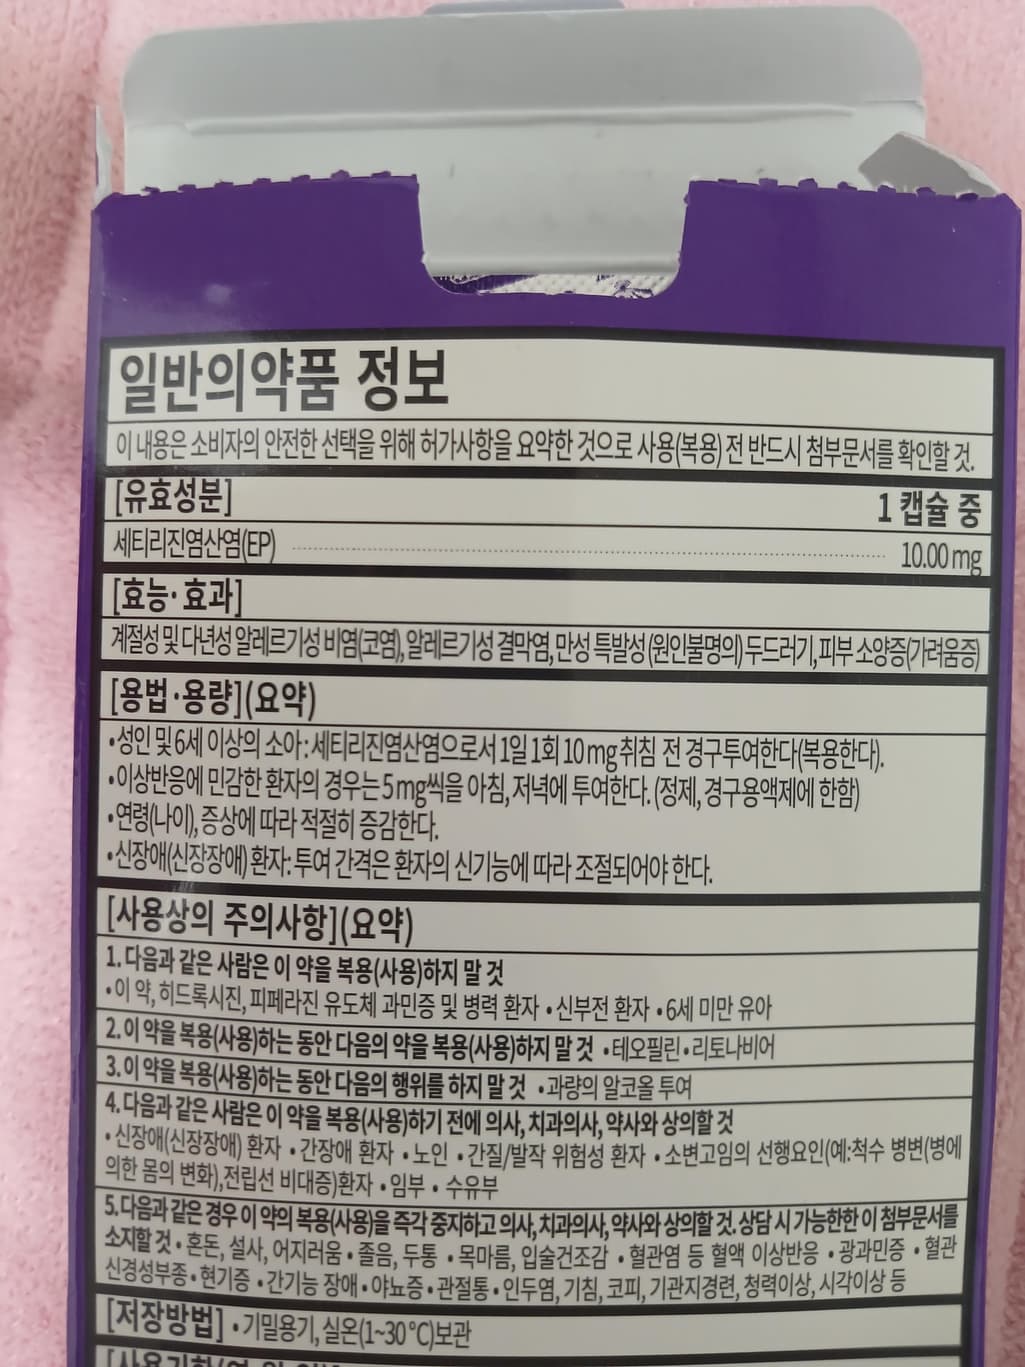 일반의약품 정보
이 내용은 소비자의 안전한 선택을 위해 허가사항을 요약한 것으로 사용(복용) 전 반드시 첨부문서를 확인할 것.
[유효성분] 1 캡슐 중
세티리진염산염(EP) 10.00mg
[효능·효과]
계절성 및 다년성 알레르기성 비염(코염), 알레르기성 결막염, 만성 특발성(원인불명의) 두드러기, 피부 소양증(가려움증)
[용법·용량](요약)
•성인 및 6세 이상의 소아: 세티리진염산염으로서 1일 1회 10mg 취침 전 경구투여한다(복용한다).
•이상반응에 민감한 환자의 경우는 5mg씩을 아침, 저녁에 투여한다. (정제, 경구용액제에 한함)
•연령(나이), 증상에 따라 적절히 증감한다.
•신장애(신장장애) 환자: 투여 간격은 환자의 신기능에 따라 조절되어야 한다.
[사용상의 주의사항](요약)
1. 다음과 같은 사람은 이 약을 복용(사용)하지 말 것
•이 약, 히드록시진, 피페라진 유도체 과민증 및 병력 환자 •신부전 환자 •6세 미만 유아
2. 이 약을 복용(사용)하는 동안 다음의 약을 복용(사용)하지 말 것 •테오필린 •리토나비어
3. 이 약을 복용(사용)하는 동안 다음의 행위를 하지 말 것 •과량의 알코올 투여
4. 다음과 같은 사람은 이 약을 복용(사용)하기 전에 의사, 치과의사, 약사와 상의할 것
•신장애(신장장애) 환자 •간장애 환자 •노인 •간질/발작 위험성 환자 •소변고임의 선행요인(예:척수 병변(병에
의한 몸의 변화), 전립선 비대증)환자 •임부 •수유부
5. 다음과 같은 경우 이 약의 복용(사용)을 즉각 중지하고 의사, 치과의사, 약사와 상의할 것. 상담 시 가능한한 이 첨부문서를
소지할 것 •혼돈, 설사, 어지러움 •졸음, 두통 •목마름, 입술건조감 •혈관염 등 혈액 이상반응 •광과민증 •혈관
신경성부종 •현기증 •간기능 장애 •야뇨증 •관절통 •인두염, 기침, 코피, 기관지경련, 청력이상, 시각이상 등
[저장방법] •기밀용기, 실온(1~30℃)보관